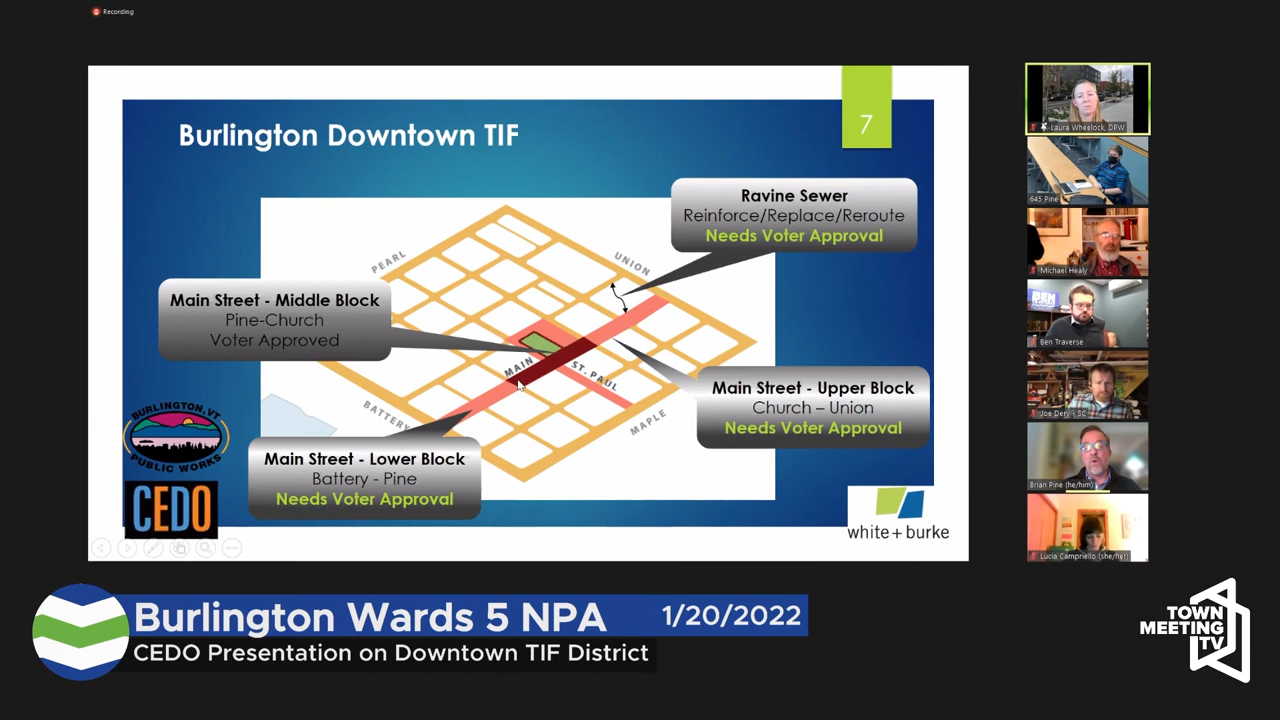 Recording
7
Burlington Downtown TIF
Ravine Sewer
Reinforce/Replace/Reroute
Needs Voter Approval
PEARL
UNION
Main Street - Middle Block
Pine-Church
Voter Approved
MAIN
ST. PAUL
BATTERY
MAPLE
Main Street - Upper Block
Church – Union
Needs Voter Approval
Main Street - Lower Block
Battery - Pine
Needs Voter Approval
BURLINGTON, VT
PUBLIC WORKS
CEDO
white+burke
Laura Wheelock, DPW
645 Pine
Michael Healy
Ben Traverse
Joe Dery - SC
Brian Pine (he/him)
Lucia Campriello (she/her)
Burlington Wards 5 NPA
1/20/2022
CEDO Presentation on Downtown TIF District
TOWN
MEETING
TV